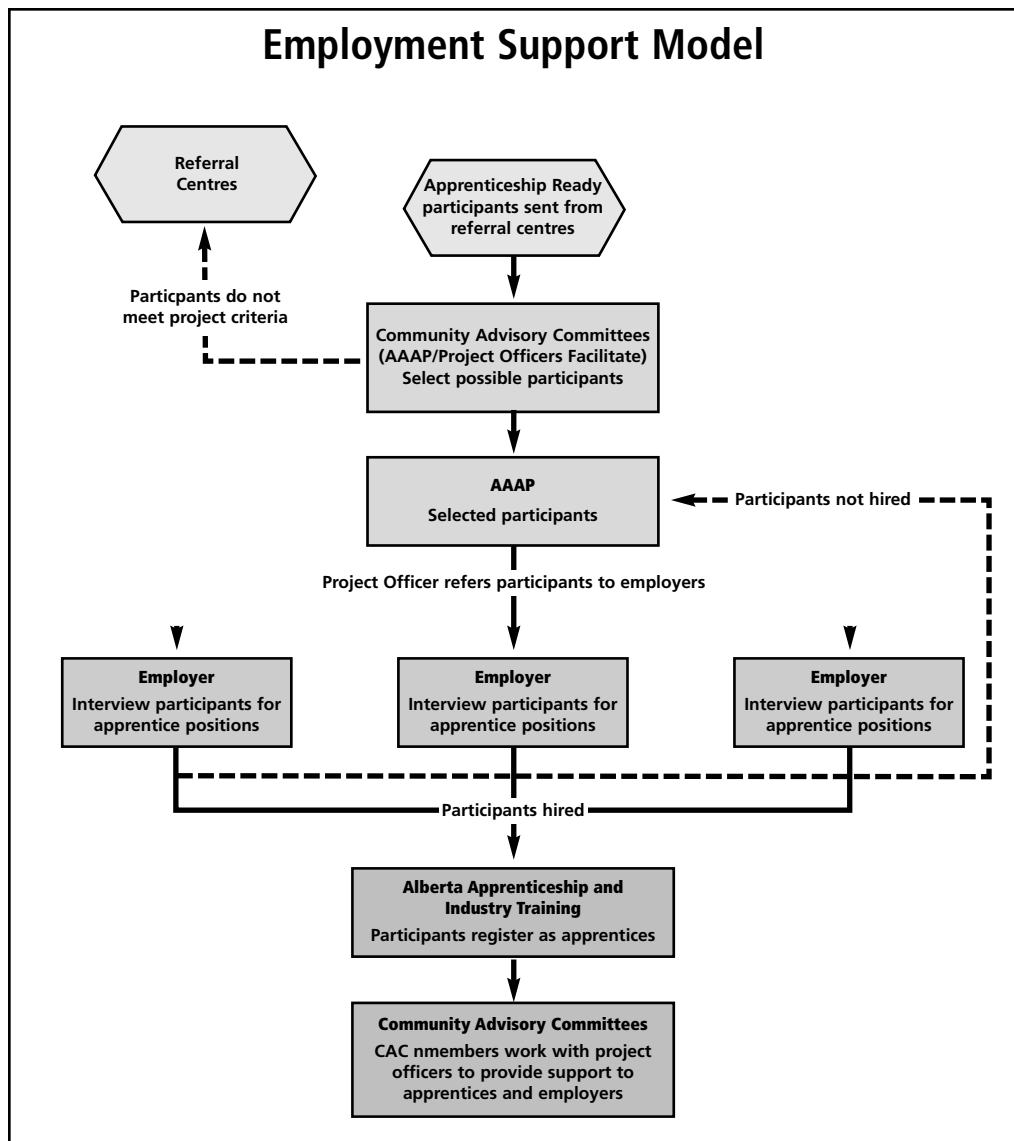 Employment Support Model
Referral
Centres
Apprenticeship Ready
participants sent from
referral centres
Particpants do not
meet project criteria
Community Advisory Committees
(AAAP/Project Officers Facilitate)
Select possible participants
AAAP
Selected participants
Participants not hired
Project Officer refers participants to employers
Employer
Interview participants for
apprentice positions
Employer
Interview participants for
apprentice positions
Employer
Interview participants for
apprentice positions
Participants hired
Alberta Apprenticeship and
Industry Training
Participants register as apprentices
Community Advisory Committees
CAC nmembers work with project
officers to provide support to
apprentices and employers